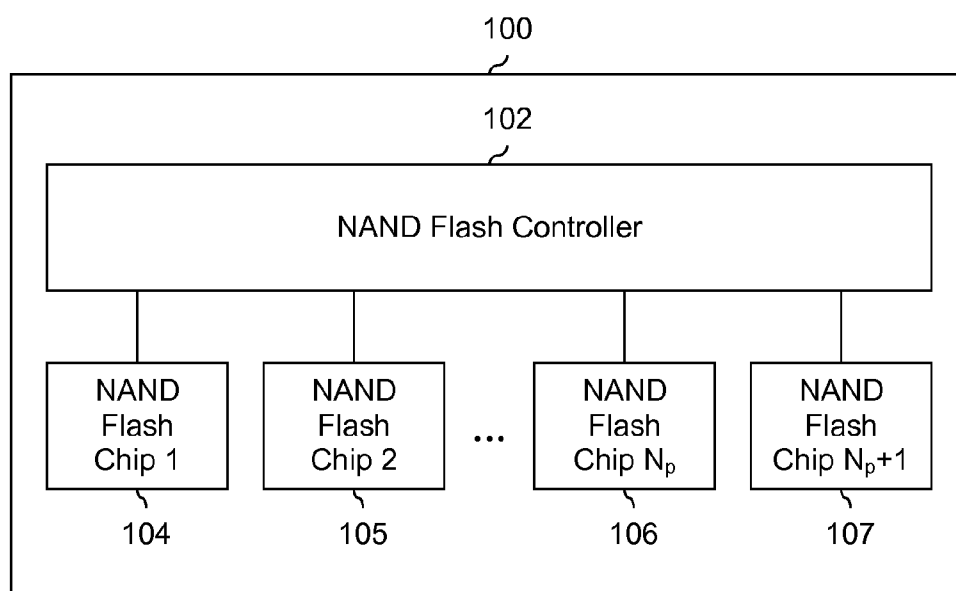 100
102
NAND Flash Controller
NAND
Flash
Chip 1
NAND
Flash
Chip 2
...
NAND
Flash
Chip Np
NAND
Flash
Chip Np+1
104
105
106
107